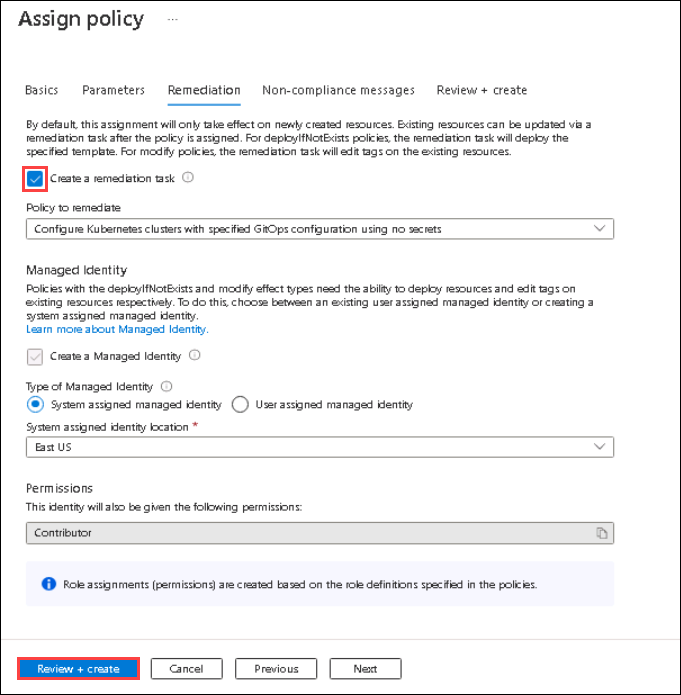 Assign policy ...
Basics Parameters Remediation Non-compliance messages Review + create
By default, this assignment will only take effect on newly created resources. Existing resources can be updated via a
remediation task after the policy is assigned. For deployIfNotExists policies, the remediation task will deploy the
specified template. For modify policies, the remediation task will edit tags on the existing resources.
Create a remediation task
Policy to remediate
Configure Kubernetes clusters with specified GitOps configuration using no secrets
Managed Identity
Policies with the deployIfNotExists and modify effect types need the ability to deploy resources and edit tags on
existing resources respectively. To do this, choose between an existing user assigned managed identity or creating a
system assigned managed identity.
Learn more about Managed Identity.
Create a Managed Identity
Type of Managed Identity
System assigned managed identity User assigned managed identity
System assigned identity location *
East US
Permissions
This identity will also be given the following permissions:
Contributor
Role assignments (permissions) are created based on the role definitions specified in the policies.
Review + create Cancel Previous Next